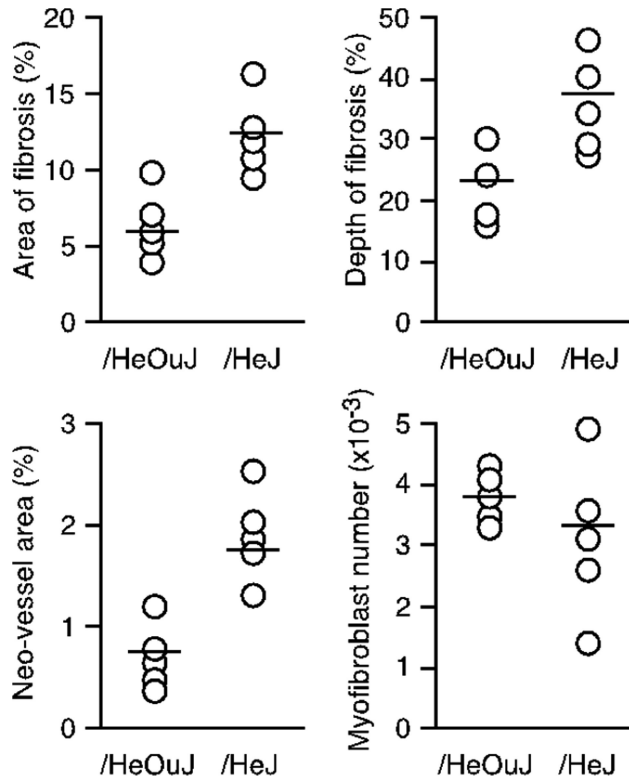 Area of fibrosis (%)
20
15
10
5
0
/HeOuJ /HeJ
Depth of fibrosis (%)
50
40
30
20
10
0
/HeOuJ /HeJ
Neo-vessel area (%)
3
2
1
0
/HeOuJ /HeJ
Myofibroblast number (x10⁻³)
5
4
3
2
1
0
/HeOuJ /HeJ